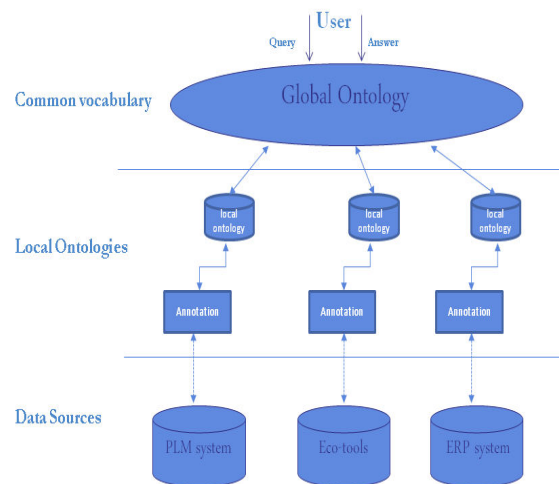 User
Query
Answer
Common vocabulary
Global Ontology
local
ontology
local
ontology
local
ontology
Local Ontologies
Annotation
Annotation
Annotation
Data Sources
PLM system
Eco-tools
ERP system